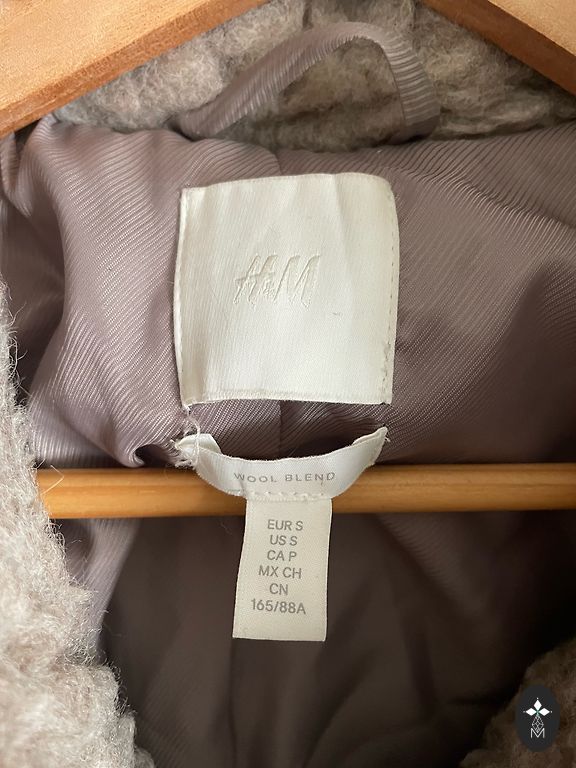 H&M
WOOL BLEND
EUR S
US S
CA P
MX CH
CN
165/88A
M